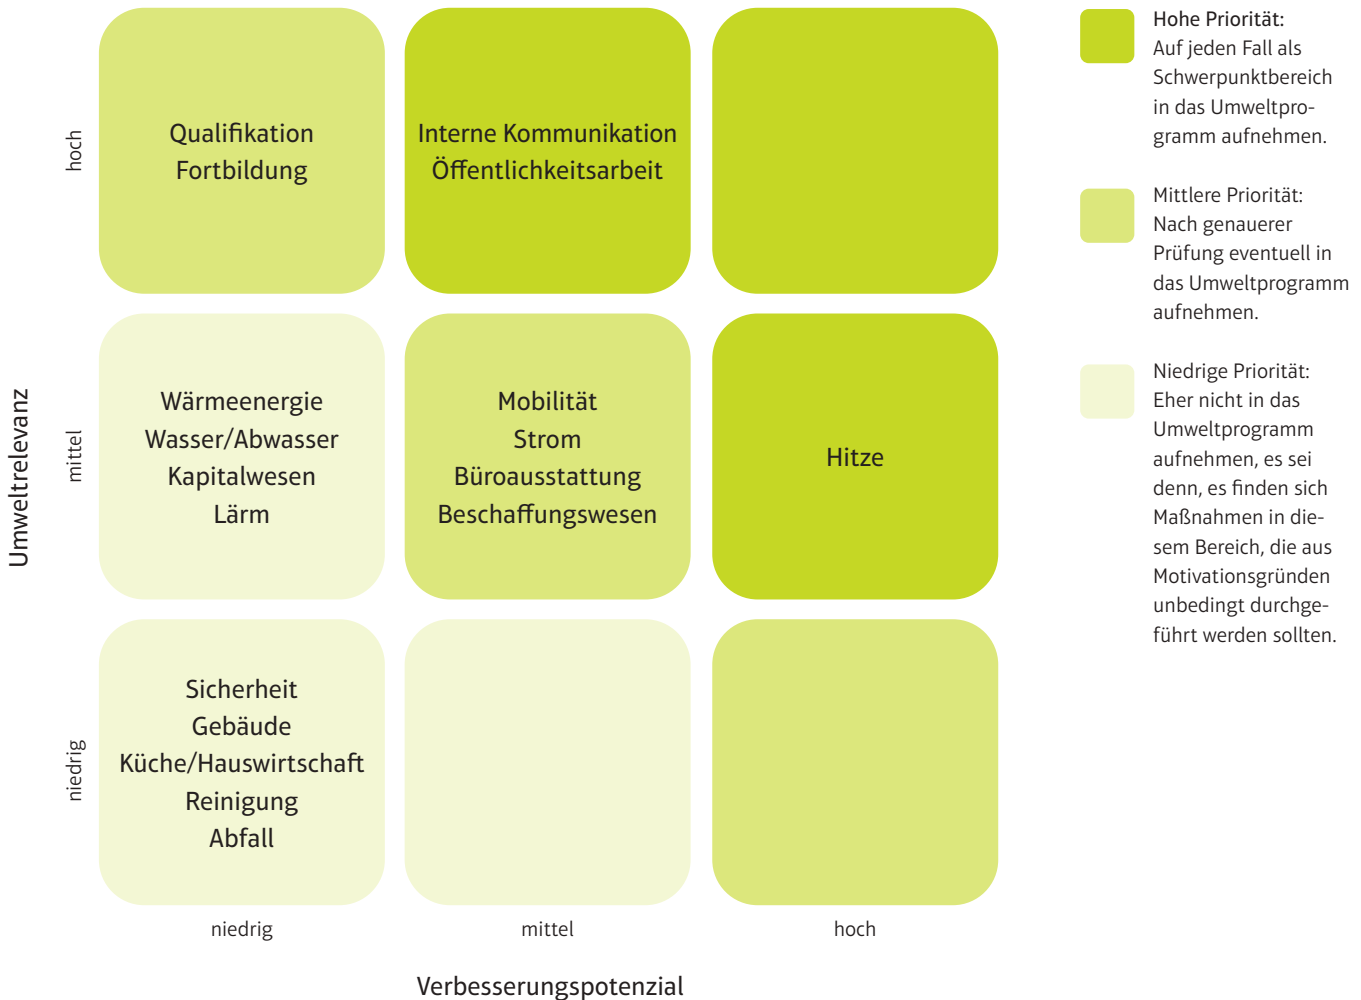 Umweltrelevanz
hoch
Qualifikation
Fortbildung
Interne Kommunikation
Öffentlichkeitsarbeit
mittel
Wärmeenergie
Wasser/Abwasser
Kapitalwesen
Lärm
Mobilität
Strom
Büroausstattung
Beschaffungswesen
Hitze
niedrig
Sicherheit
Gebäude
Küche/Hauswirtschaft
Reinigung
Abfall
niedrig
mittel
hoch
Verbesserungspotenzial
Hohe Priorität:
Auf jeden Fall als
Schwerpunktbereich
in das Umweltpro-
gramm aufnehmen.
Mittlere Priorität:
Nach genauerer
Prüfung eventuell in
das Umweltprogramm
aufnehmen.
Niedrige Priorität:
Eher nicht in das
Umweltprogramm
aufnehmen, es sei
denn, es finden sich
Maßnahmen in die-
sem Bereich, die aus
Motivationsgründen
unbedingt durchge-
führt werden sollten.